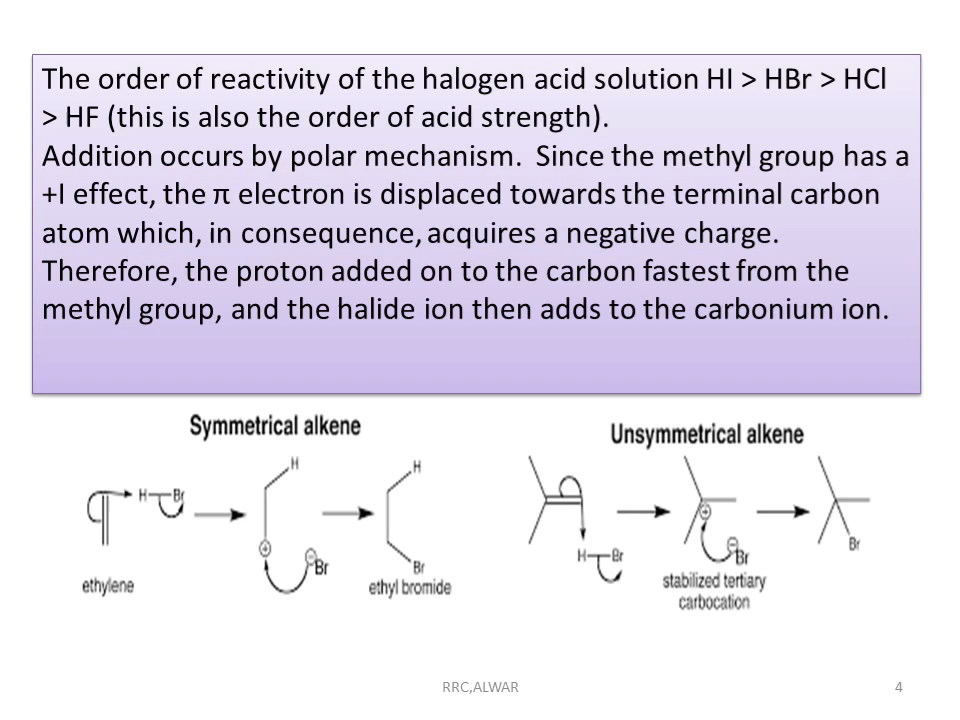 The order of reactivity of the halogen acid solution HI > HBr > HCl
> HF (this is also the order of acid strength).
Addition occurs by polar mechanism. Since the methyl group has a
+I effect, the π electron is displaced towards the terminal carbon
atom which, in consequence, acquires a negative charge.
Therefore, the proton added on to the carbon fastest from the
methyl group, and the halide ion then adds to the carbonium ion.
Symmetrical alkene
H Br
ethylene
H
⊕
⊖
Br
H
Br
ethyl bromide
Unsymmetrical alkene
H Br
⊕
⊖
Br
stabilized tertiary
carbocation
Br
RRC,ALWAR
4